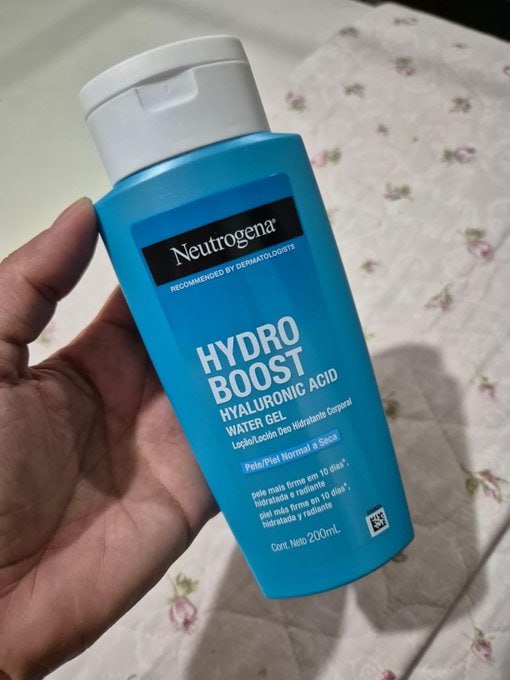 Neutrogena®
RECOMMENDED BY DERMATOLOGISTS
HYDRO
BOOST
HYALURONIC ACID
WATER GEL
Loção/Loción Deo Hidratante Corporal
Pele/Piel Normal a Seca
pele mais firme em 10 dias*,
hidratada e radiante
piel más firme en 10 días*,
hidratada y radiante
Cont. Neto 200mL